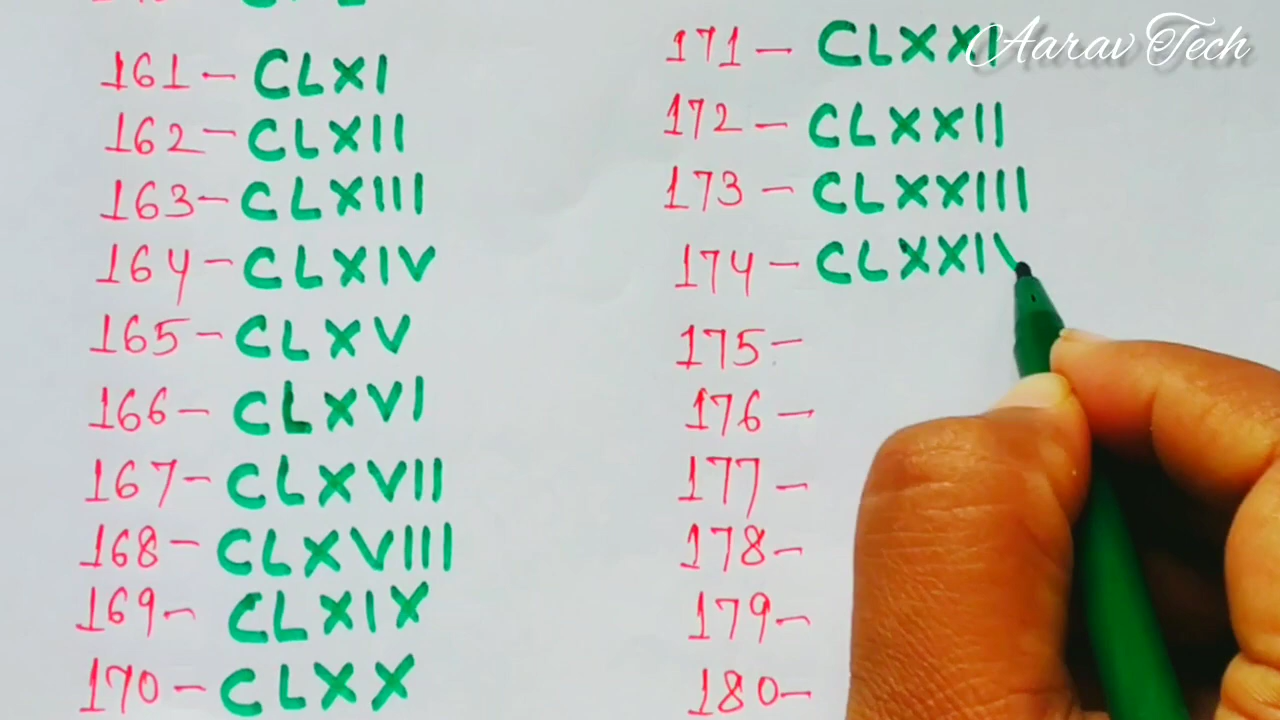 161 - CLXI
162 - CLXII
163 - CLXIII
164 - CLXIV
165 - CLXV
166 - CLXVI
167 - CLXVII
168 - CLXVIII
169 - CLXIX
170 - CLXX
171 - CLXXI
172 - CLXXII
173 - CLXXIII
174 - CLXXIV
175 -
176 -
177 -
178 -
179 -
180 -
Aarav Tech